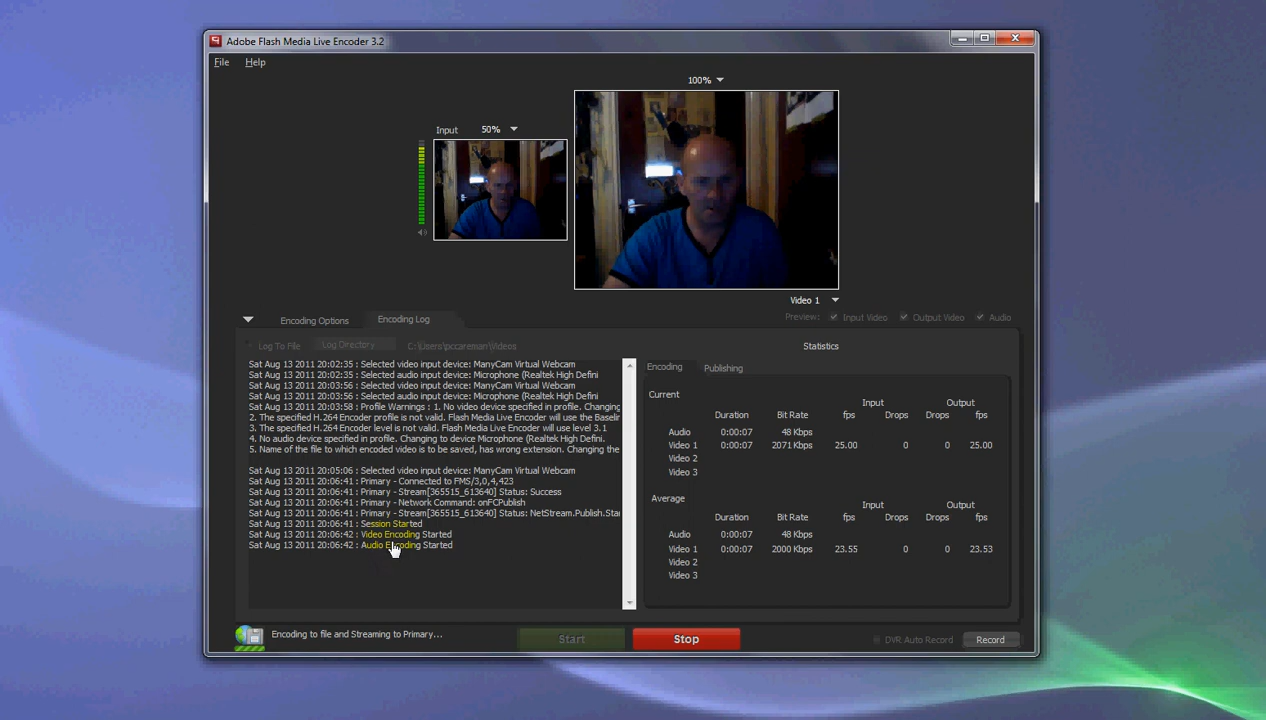 Adobe Flash Media Live Encoder 3.2
File Help
100%
Input 50%
Video 1
Encoding Options Encoding Log Preview: Input Video Output Video Audio
Log To File Log Directory C:\Users\pccareman\Videos
Sat Aug 13 2011 20:02:35 : Selected video input device: ManyCam Virtual Webcam
Sat Aug 13 2011 20:02:35 : Selected audio input device: Microphone (Realtek High Defini
Sat Aug 13 2011 20:03:56 : Selected video input device: ManyCam Virtual Webcam
Sat Aug 13 2011 20:03:56 : Selected audio input device: Microphone (Realtek High Defini
Sat Aug 13 2011 20:03:58 : Profile Warnings : 1. No video device specified in profile. Changing
2. The specified H.264 Encoder profile is not valid. Flash Media Live Encoder will use the Baselin
3. The specified H.264 Encoder level is not valid. Flash Media Live Encoder will use level 3.1
4. No audio device specified in profile. Changing to device Microphone (Realtek High Defini.
5. Name of the file to which encoded video is to be saved, has wrong extension. Changing the
Sat Aug 13 2011 20:05:06 : Selected video input device: ManyCam Virtual Webcam
Sat Aug 13 2011 20:06:41 : Primary - Connected to FMS/3,0,4,423
Sat Aug 13 2011 20:06:41 : Primary - Stream[365515_613640] Status: Success
Sat Aug 13 2011 20:06:41 : Primary - Network Command: onFCPublish
Sat Aug 13 2011 20:06:41 : Primary - Stream[365515_613640] Status: NetStream.Publish.Star
Sat Aug 13 2011 20:06:41 : Session Started
Sat Aug 13 2011 20:06:42 : Video Encoding Started
Sat Aug 13 2011 20:06:42 : Audio Encoding Started
Statistics
Encoding Publishing
Current
Input Output
Duration Bit Rate fps Drops Drops fps
Audio 0:00:07 48 Kbps
Video 1 0:00:07 2071 Kbps 25.00 0 0 25.00
Video 2
Video 3
Average
Input Output
Duration Bit Rate fps Drops Drops fps
Audio 0:00:07 48 Kbps
Video 1 0:00:07 2000 Kbps 23.55 0 0 23.53
Video 2
Video 3
Encoding to file and Streaming to Primary... Start Stop DVR Auto Record Record